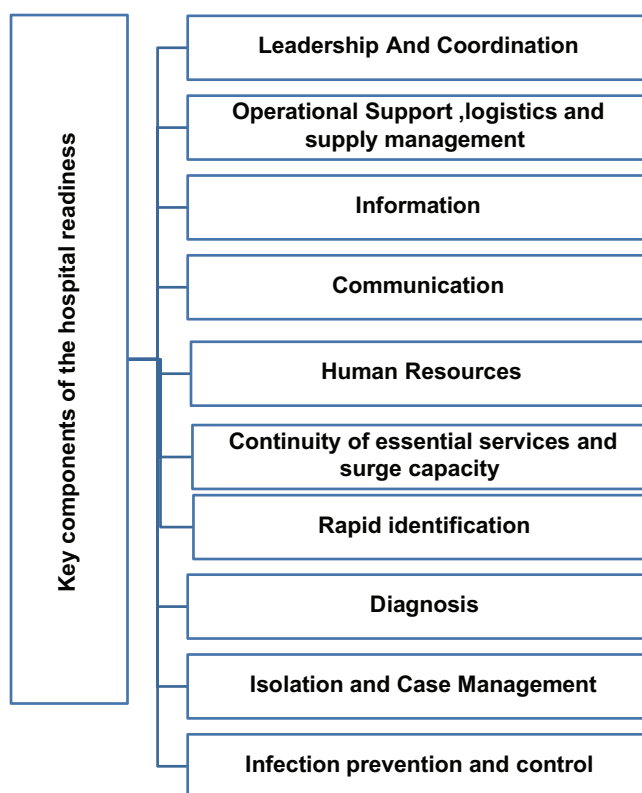 Key components of the hospital readiness
Leadership And Coordination
Operational Support ,logistics and
supply management
Information
Communication
Human Resources
Continuity of essential services and
surge capacity
Rapid identification
Diagnosis
Isolation and Case Management
Infection prevention and control